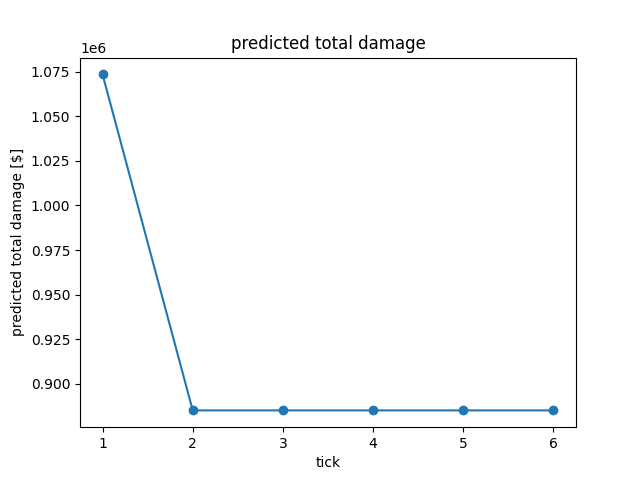 predicted total damage
1e6
1.075
1.050
1.025
1.000
0.975
0.950
0.925
0.900
predicted total damage [$]
1 2 3 4 5 6
tick